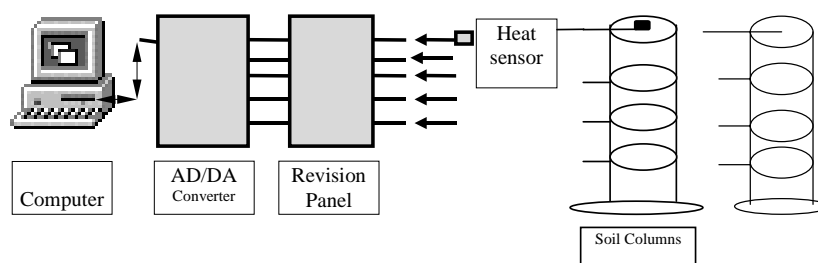 Heat
sensor
Computer
AD/DA
Converter
Revision
Panel
Soil Columns